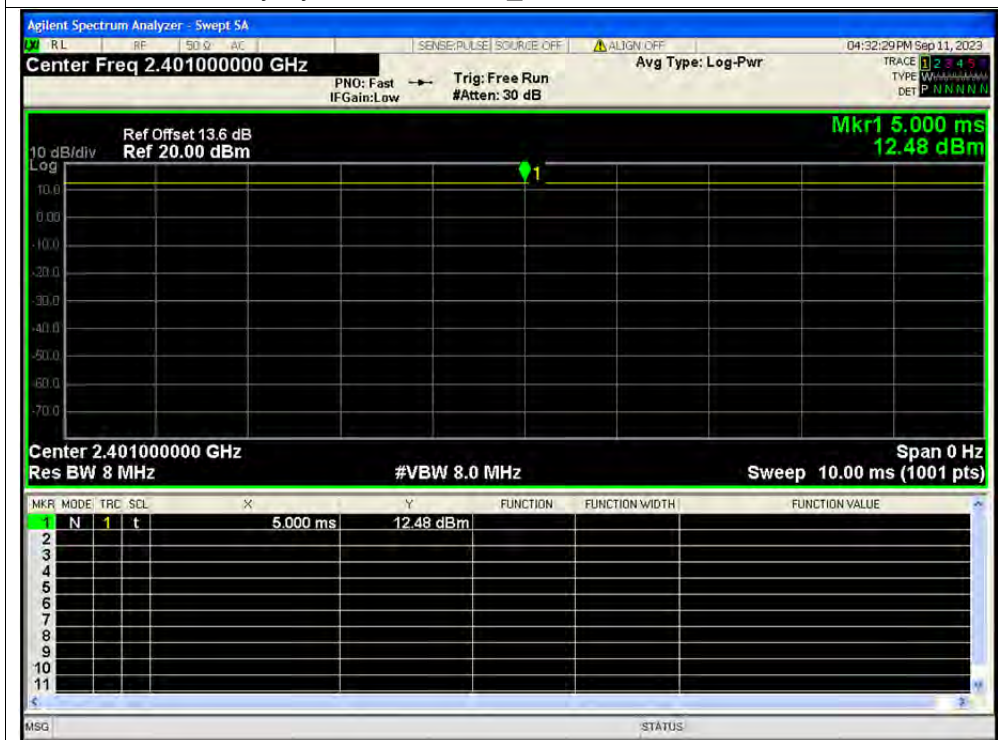 Agilent Spectrum Analyzer - Swept SA
RL RF 50 Ω AC SENSE:PULSE SOURCE OFF ALIGN OFF 04:32:29 PM Sep 11, 2023
Center Freq 2.401000000 GHz
PNO: Fast
IFGain:Low
Trig: Free Run
#Atten: 30 dB
Avg Type: Log-Pwr
TRACE 1 2 3 4 5 6
TYPE W
DET P N N N N N
Mkr1 5.000 ms
12.48 dBm
Ref Offset 13.6 dB
10 dB/div Ref 20.00 dBm
Log
1
10.0
0.00
-10.0
-20.0
-30.0
-40.0
-50.0
-60.0
-70.0
Center 2.401000000 GHz Span 0 Hz
Res BW 8 MHz #VBW 8.0 MHz Sweep 10.00 ms (1001 pts)
MKR MODE TRC SCL X Y FUNCTION FUNCTION WIDTH FUNCTION VALUE
1 N 1 t 5.000 ms 12.48 dBm
2
3
4
5
6
7
8
9
10
11
MSG STATUS